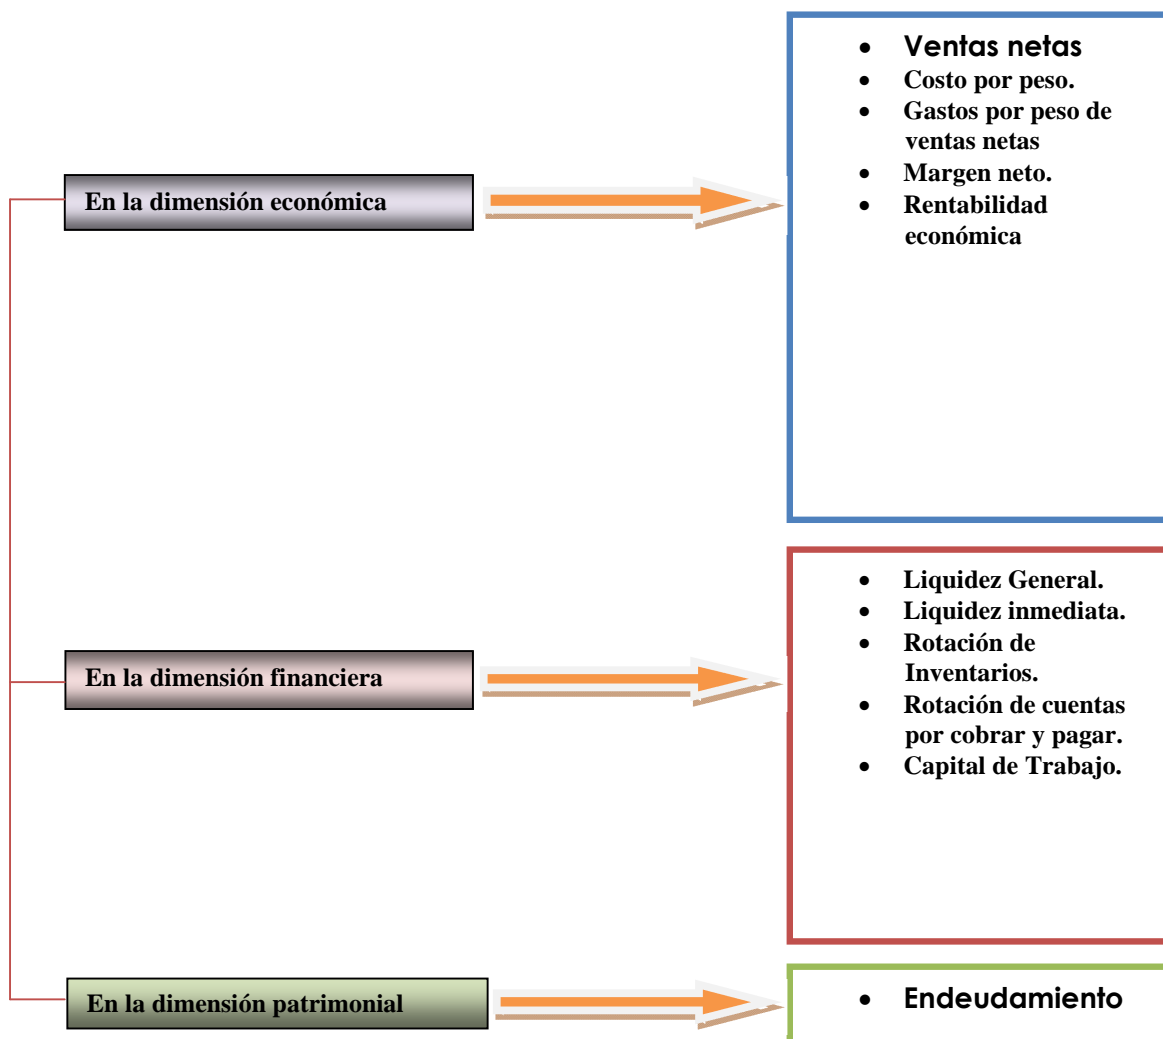 En la dimensión económica
• Ventas netas
• Costo por peso.
• Gastos por peso de
ventas netas
• Margen neto.
• Rentabilidad
económica
En la dimensión financiera
• Liquidez General.
• Liquidez inmediata.
• Rotación de
Inventarios.
• Rotación de cuentas
por cobrar y pagar.
• Capital de Trabajo.
En la dimensión patrimonial
• Endeudamiento